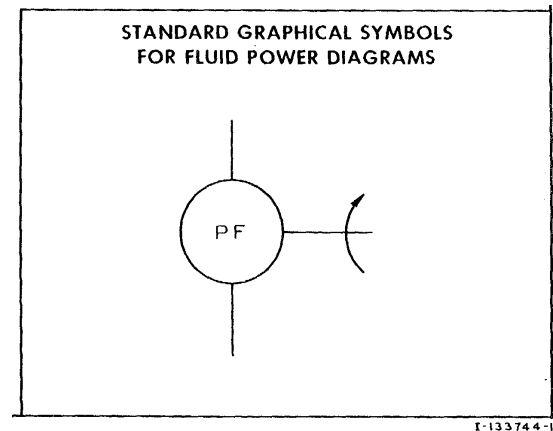 STANDARD GRAPHICAL SYMBOLS
FOR FLUID POWER DIAGRAMS
PF
I-133744-1